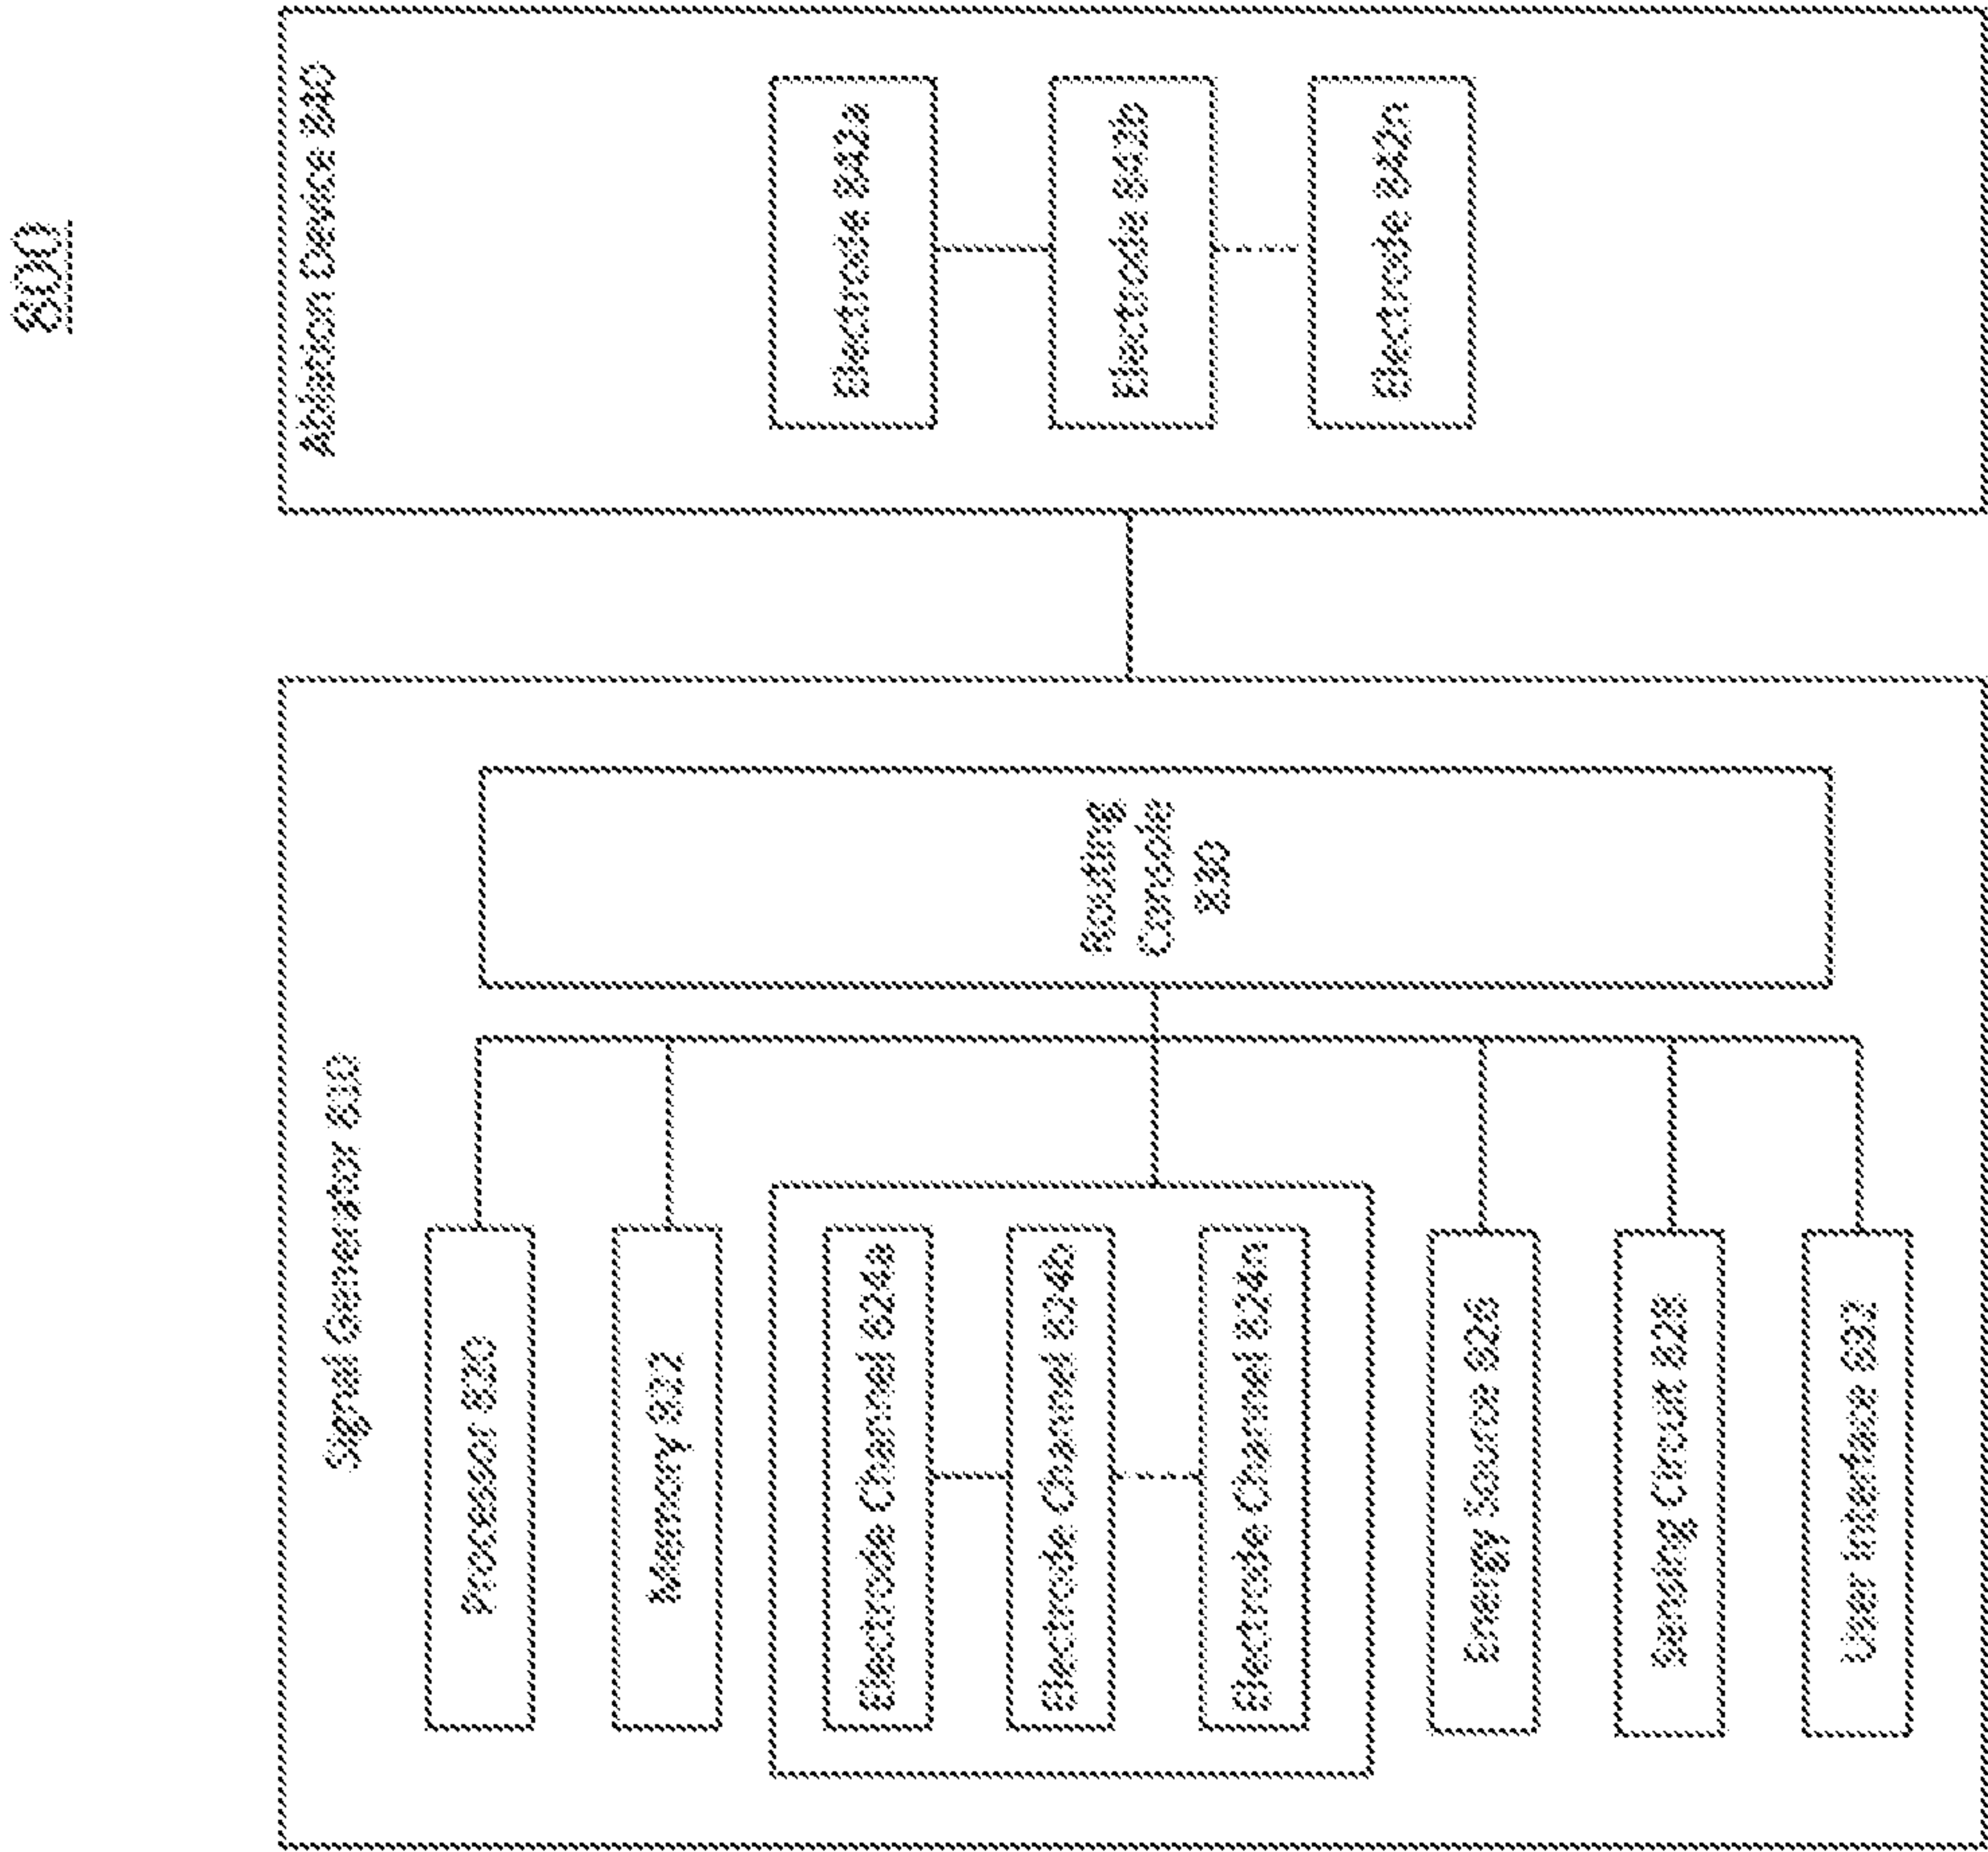 800
Signal Generator 810
Processor 820
Memory 822
Electrode Channel 824a
Electrode Channel 824b
Electrode Channel 824n
Energy Source 826
Sensing Circuit 828
User Interface 832
Routing
Console
830
Ablation Device 840
Electrode 842a
Electrode 842b
Electrode 842n